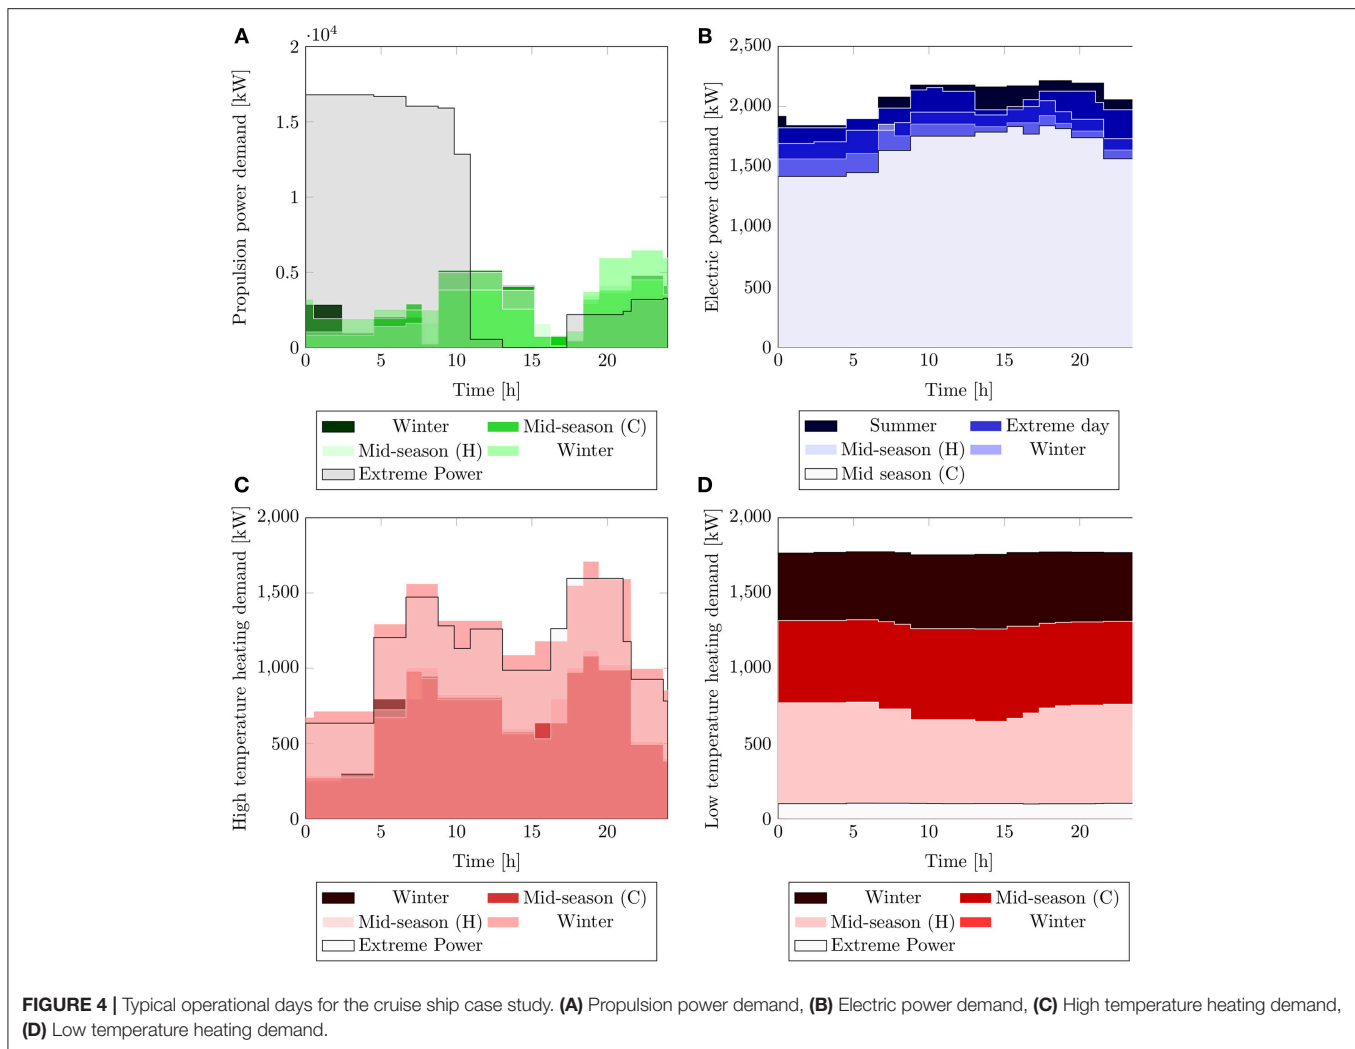 A
B
·10⁴
2
1.5
1
0.5
0
Propulsion power demand [kW]
0 5 10 15 20
Time [h]
Winter Mid-season (C)
Mid-season (H) Winter
Extreme Power
2,500
2,000
1,500
1,000
500
0
Electric power demand [kW]
0 5 10 15 20
Time [h]
Summer Extreme day
Mid-season (H) Winter
Mid season (C)
C
D
2,000
1,500
1,000
500
0
High temperature heating demand [kW]
0 5 10 15 20
Time [h]
Winter Mid-season (C)
Mid-season (H) Winter
Extreme Power
2,000
1,500
1,000
500
0
Low temperature heating demand [kW]
0 5 10 15 20
Time [h]
Winter Mid-season (C)
Mid-season (H) Winter
Extreme Power
FIGURE 4 | Typical operational days for the cruise ship case study. (A) Propulsion power demand, (B) Electric power demand, (C) High temperature heating demand,
(D) Low temperature heating demand.